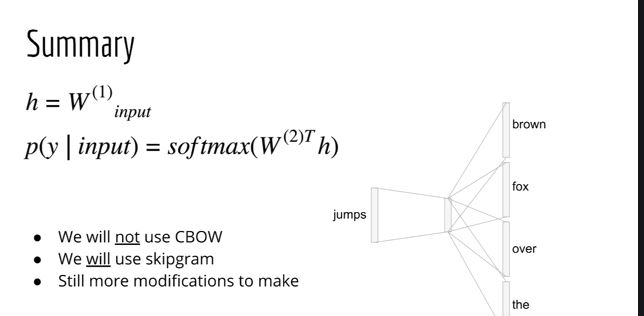 Summary
h = W⁽¹⁾ᵢₙₚᵤₜ
p(y | input) = softmax(W⁽²⁾ᵀ h)
● We will not use CBOW
● We will use skipgram
● Still more modifications to make
jumps
brown
fox
over
the